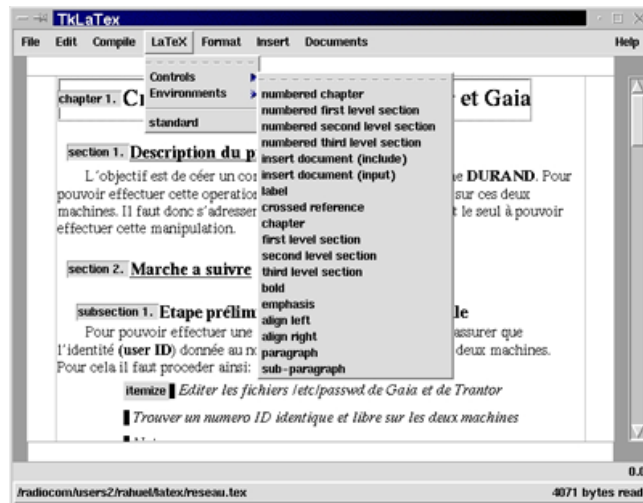 TkLaTex
File Edit Compile LaTeX Format Insert Documents Help
Controls
Environments
standard
numbered chapter
numbered first level section
numbered second level section
numbered third level section
insert document (include)
insert document (input)
label
crossed reference
chapter
first level section
second level section
third level section
bold
emphasis
align left
align right
paragraph
sub-paragraph
chapter 1. et Gaia
section 1. Description du
L'objectif est de céer un DURAND. Pour
pouvoir effectuer cette operation sur ces deux
machines. Il faut donc s'adresser t le seul à pouvoir
effectuer cette manipulation.
section 2. Marche a suivre
subsection 1. Etape le
Pour pouvoir effectuer une assurer que
l'identité (user ID) donnée au deux machines.
Pour cela il faut proceder ainsi:
itemize Editer les fichiers /etc/passwd de Gaia et de Trantor
Trouver un numero ID identique et libre sur les deux machines
0.0
/radiocom/users2/rahuel/latex/reseau.tex 4071 bytes read